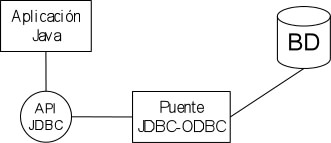 Aplicación
Java
BD
API
JDBC
Puente
JDBC-ODBC